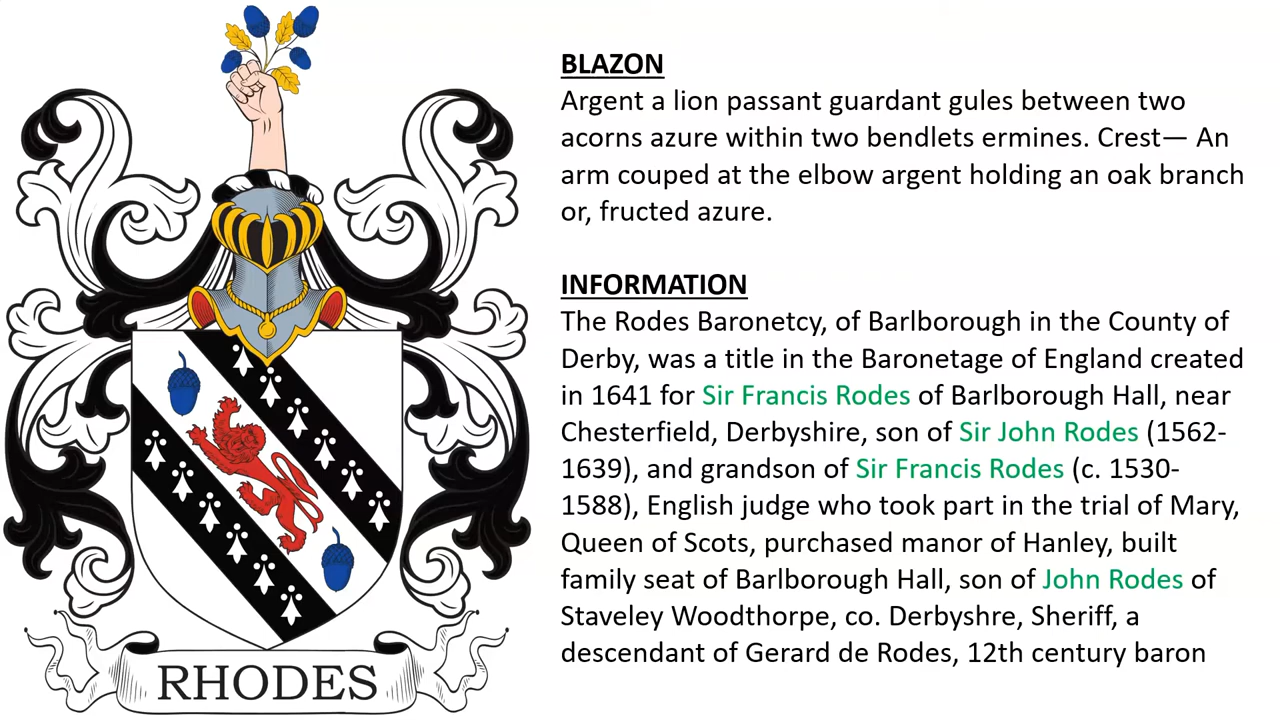 BLAZON
Argent a lion passant guardant gules between two
acorns azure within two bendlets ermines. Crest— An
arm couped at the elbow argent holding an oak branch
or, fructed azure.
INFORMATION
The Rodes Baronetcy, of Barlborough in the County of
Derby, was a title in the Baronetage of England created
in 1641 for Sir Francis Rodes of Barlborough Hall, near
Chesterfield, Derbyshire, son of Sir John Rodes (1562-
1639), and grandson of Sir Francis Rodes (c. 1530-
1588), English judge who took part in the trial of Mary,
Queen of Scots, purchased manor of Hanley, built
family seat of Barlborough Hall, son of John Rodes of
Staveley Woodthorpe, co. Derbyshre, Sheriff, a
descendant of Gerard de Rodes, 12th century baron
RHODES